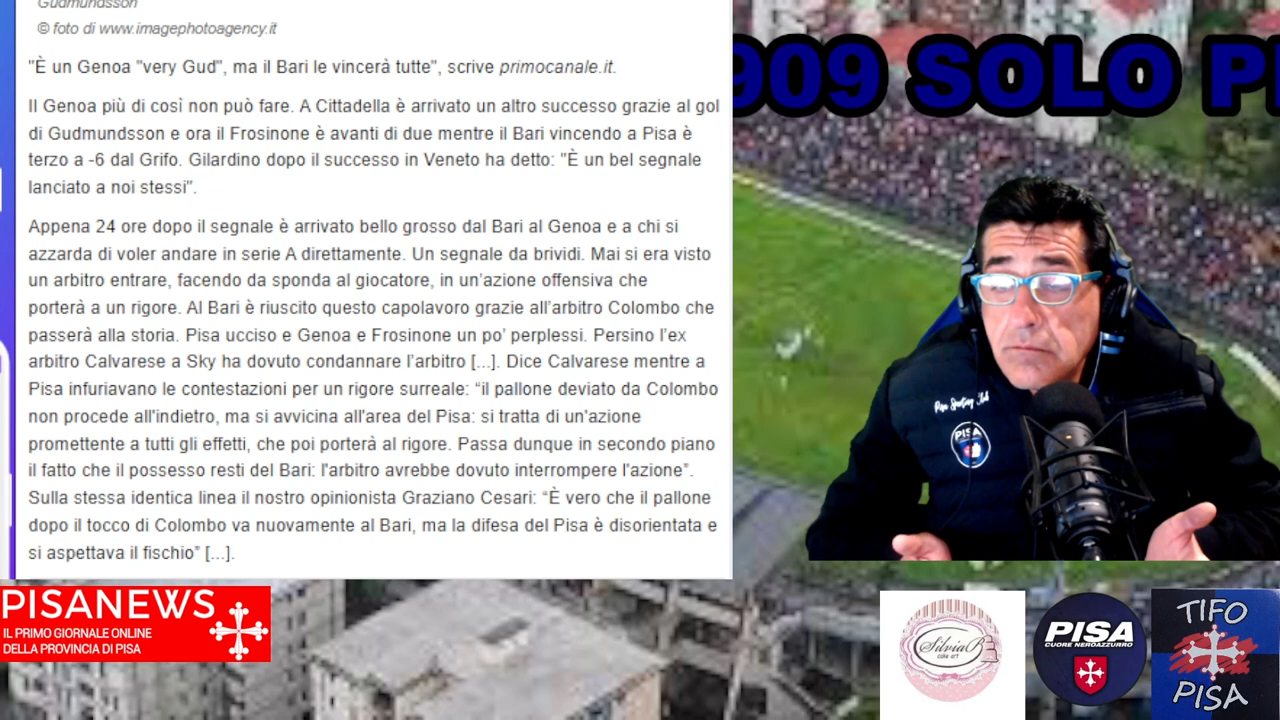 Gudmundsson
© foto di www.imagephotoagency.it
"È un Genoa "very Gud", ma il Bari le vincerà tutte", scrive primocanale.it.
Il Genoa più di così non può fare. A Cittadella è arrivato un altro successo grazie al gol
di Gudmundsson e ora il Frosinone è avanti di due mentre il Bari vincendo a Pisa è
terzo a -6 dal Grifo. Gilardino dopo il successo in Veneto ha detto: "È un bel segnale
lanciato a noi stessi".
Appena 24 ore dopo il segnale è arrivato bello grosso dal Bari al Genoa e a chi si
azzarda di voler andare in serie A direttamente. Un segnale da brividi. Mai si era visto
un arbitro entrare, facendo da sponda al giocatore, in un'azione offensiva che
porterà a un rigore. Al Bari è riuscito questo capolavoro grazie all'arbitro Colombo che
passerà alla storia. Pisa ucciso e Genoa e Frosinone un po' perplessi. Persino l'ex
arbitro Calvarese a Sky ha dovuto condannare l'arbitro [...]. Dice Calvarese mentre a
Pisa infuriavano le contestazioni per un rigore surreale: “il pallone deviato da Colombo
non procede all'indietro, ma si avvicina all'area del Pisa: si tratta di un'azione
promettente a tutti gli effetti, che poi porterà al rigore. Passa dunque in secondo piano
il fatto che il possesso resti del Bari: l'arbitro avrebbe dovuto interrompere l'azione”.
Sulla stessa identica linea il nostro opinionista Graziano Cesari: “È vero che il pallone
dopo il tocco di Colombo va nuovamente al Bari, ma la difesa del Pisa è disorientata e
si aspettava il fischio” [...].
909 SOLO PI
Pisa Sporting Club
PISA
PISANEWS
IL PRIMO GIORNALE ONLINE
DELLA PROVINCIA DI PISA
SilviaB
cake art
PISA
CUORE NEROAZZURRO
TIFO
PISA